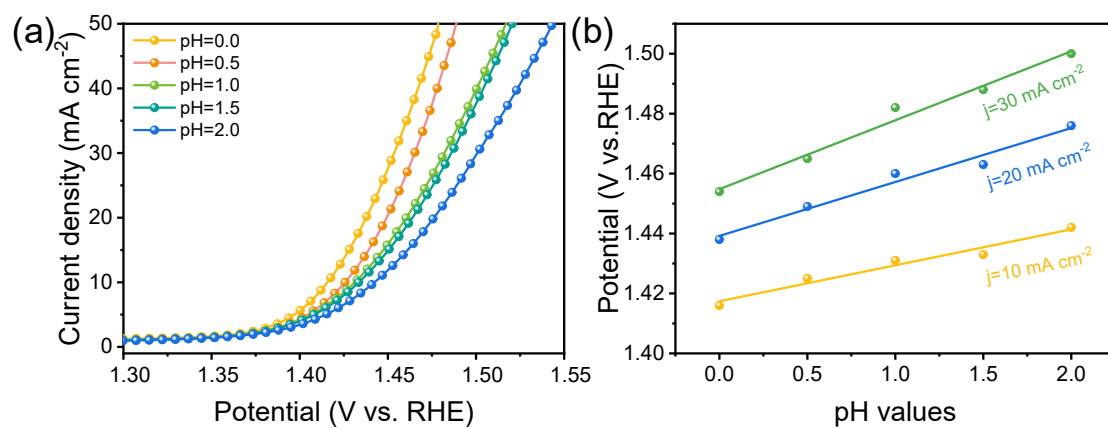 (a)
Current density (mA cm⁻²)
50
40
30
20
10
0
pH=0.0
pH=0.5
pH=1.0
pH=1.5
pH=2.0
1.30 1.35 1.40 1.45 1.50 1.55
Potential (V vs. RHE)
(b)
Potential (V vs.RHE)
1.50
1.48
1.46
1.44
1.42
1.40
j=30 mA cm⁻²
j=20 mA cm⁻²
j=10 mA cm⁻²
0.0 0.5 1.0 1.5 2.0
pH values